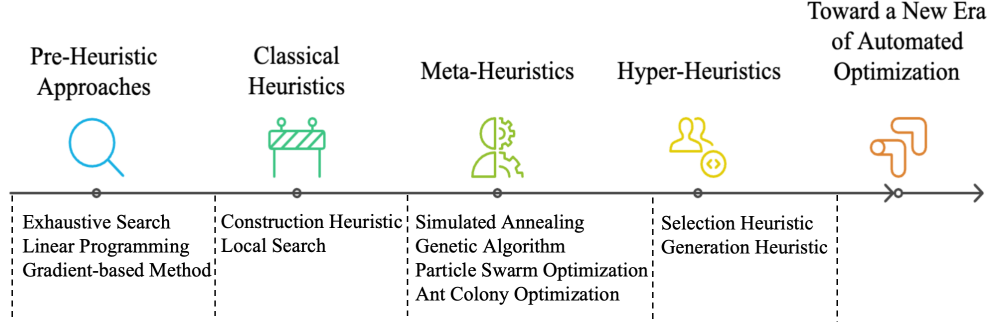 Pre-Heuristic
Approaches
Classical
Heuristics
Meta-Heuristics
Hyper-Heuristics
Toward a New Era
of Automated
Optimization
Exhaustive Search
Linear Programming
Gradient-based Method
Construction Heuristic
Local Search
Simulated Annealing
Genetic Algorithm
Particle Swarm Optimization
Ant Colony Optimization
Selection Heuristic
Generation Heuristic